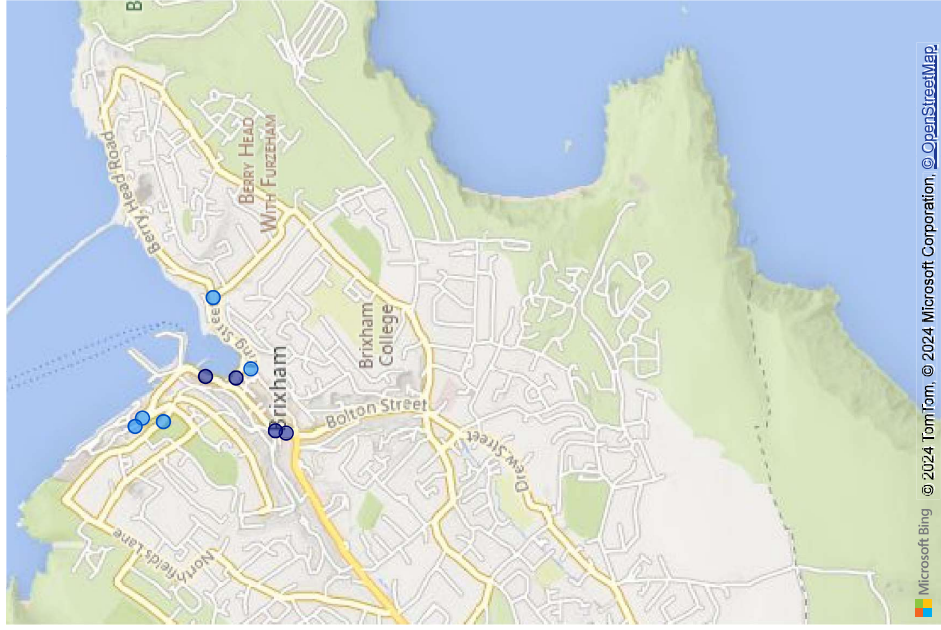 B
BERRY HEAD
WITH FURZEHAM
Berry Head Road
Brixham
College
Brixham
Bolton Street
Drew Street
Northfields Lane
Microsoft Bing
© 2024 TomTom, © 2024 Microsoft Corporation, © OpenStreetMap